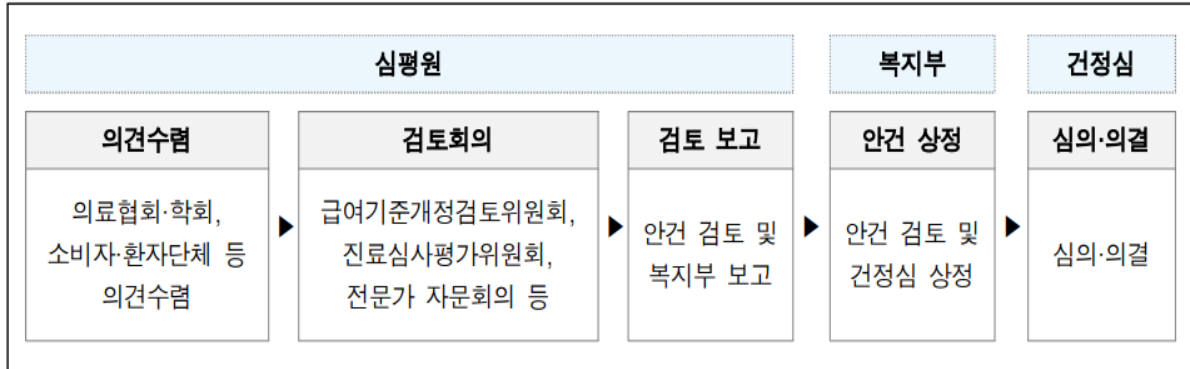 심평원
복지부
건정심
의견수렴
검토회의
검토 보고
안건 상정
심의·의결
의료협회·학회,
소비자·환자단체 등
의견수렴
▶
급여기준개정검토위원회,
진료심사평가위원회,
전문가 자문회의 등
▶
안건 검토 및
복지부 보고
▶
안건 검토 및
건정심 상정
▶
심의·의결